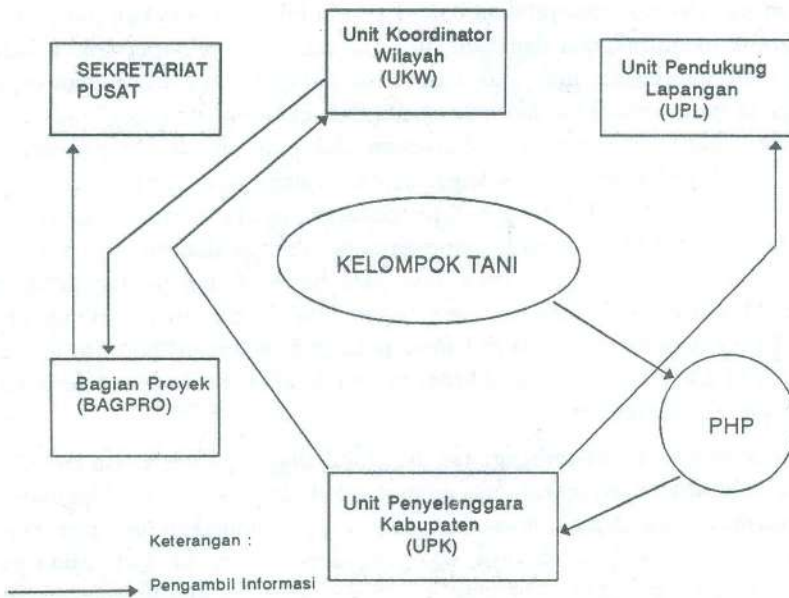 Unit Koordinator
Wilayah
(UKW)
SEKRETARIAT
PUSAT
Unit Pendukung
Lapangan
(UPL)
KELOMPOK TANI
Bagian Proyek
(BAGPRO)
PHP
Unit Penyelenggara
Kabupaten
(UPK)
Keterangan :
Pengambil Informasi